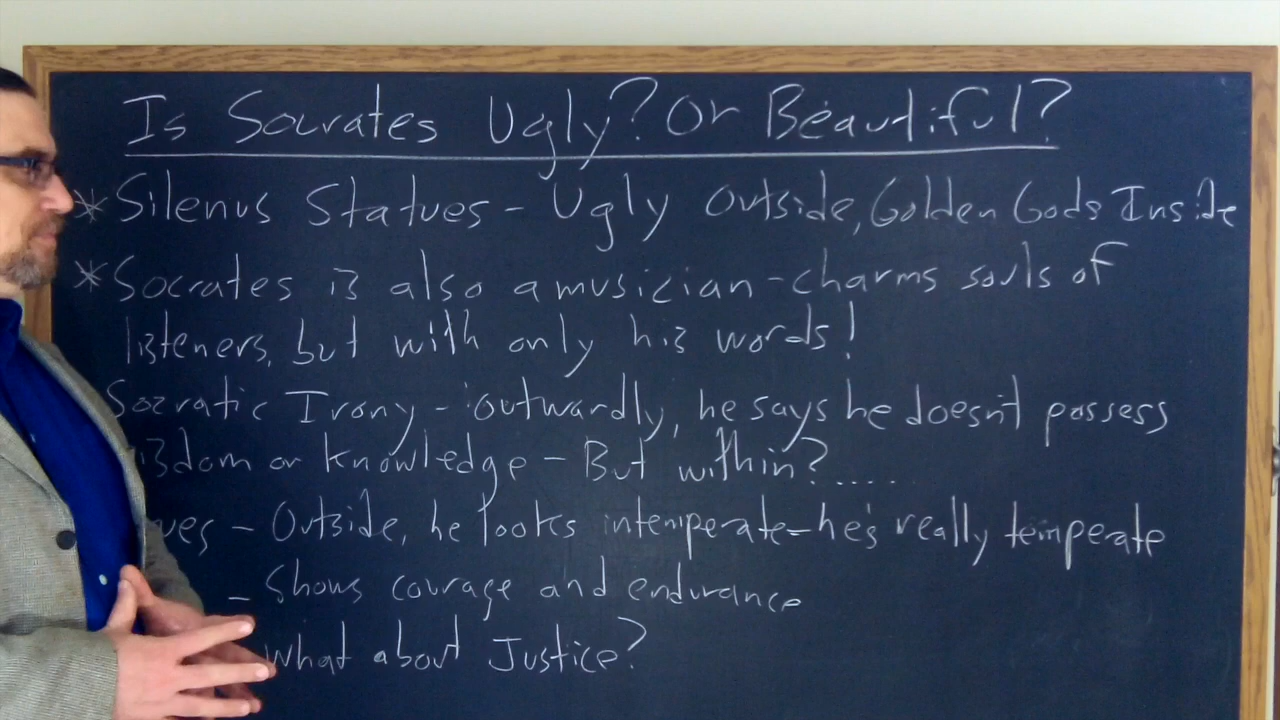 Is Socrates Ugly? Or Beautiful?
* Silenus Statues - Ugly Outside, Golden Gods Inside
* Socrates is also a musician - charms souls of
listeners, but with only his words!
Socratic Irony - outwardly, he says he doesn't possess
isdom or knowledge - But within?.....
ues - Outside, he looks intemperate - he's really temperate
- Shows courage and endurance
What about Justice?